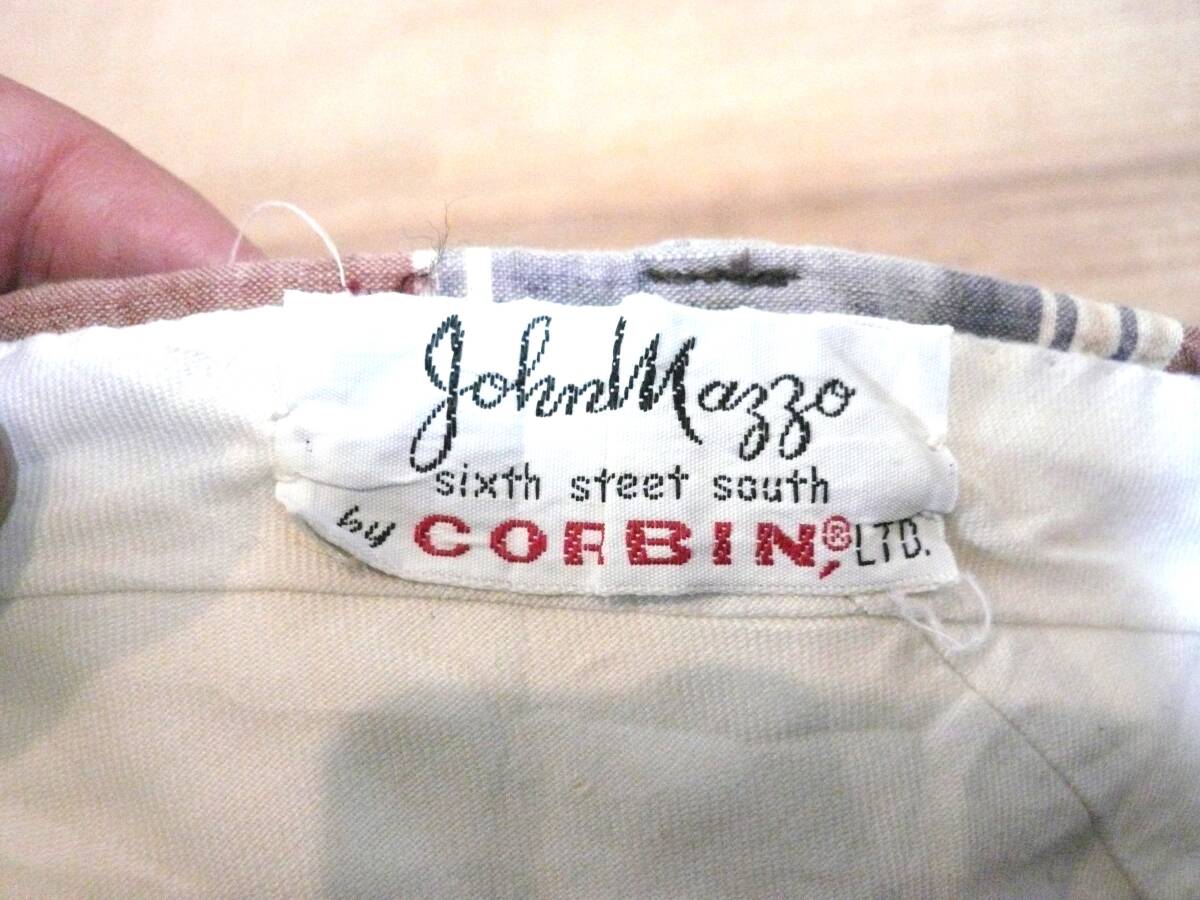 John Mazzo
sixth steet south
by CORBIN,® LTD.